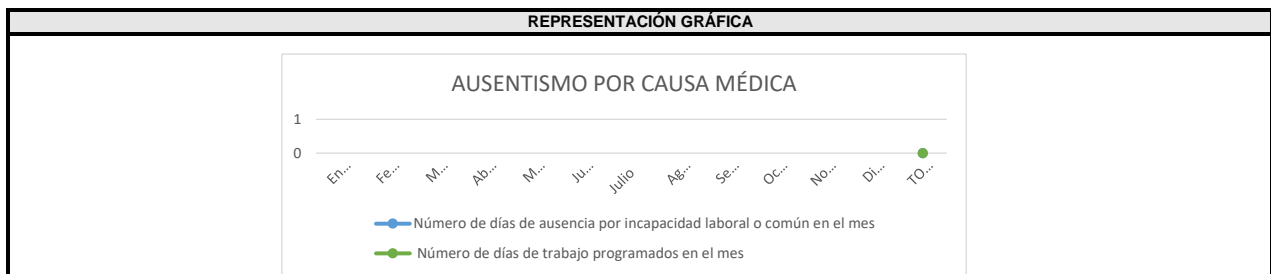 REPRESENTACIÓN GRÁFICA
AUSENTISMO POR CAUSA MÉDICA
1
0
En...
Fe...
M...
Ab...
M...
Ju...
Julio
Ag...
Se...
Oc...
No...
Di...
TO...
Número de días de ausencia por incapacidad laboral o común en el mes
Número de días de trabajo programados en el mes